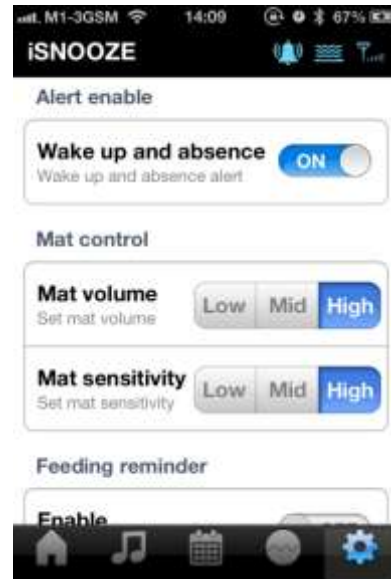 M1-3GSM 14:09 67%
iSNOOZE
Alert enable
Wake up and absence ON
Wake up and absence alert
Mat control
Mat volume Low Mid High
Set mat volume
Mat sensitivity Low Mid High
Set mat sensitivity
Feeding reminder
Enable